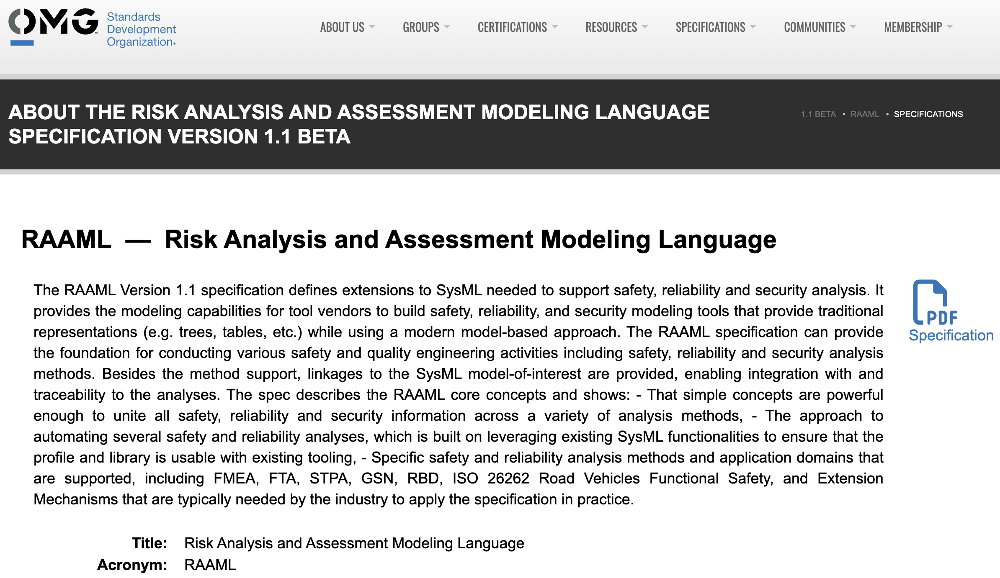 OMG™
Standards
Development
Organization®
ABOUT US
GROUPS
CERTIFICATIONS
RESOURCES
SPECIFICATIONS
COMMUNITIES
MEMBERSHIP
ABOUT THE RISK ANALYSIS AND ASSESSMENT MODELING LANGUAGE
SPECIFICATION VERSION 1.1 BETA
1.1 BETA • RAAML • SPECIFICATIONS
RAAML — Risk Analysis and Assessment Modeling Language
The RAAML Version 1.1 specification defines extensions to SysML needed to support safety, reliability and security analysis. It
provides the modeling capabilities for tool vendors to build safety, reliability, and security modeling tools that provide traditional
representations (e.g. trees, tables, etc.) while using a modern model-based approach. The RAAML specification can provide
the foundation for conducting various safety and quality engineering activities including safety, reliability and security analysis
methods. Besides the method support, linkages to the SysML model-of-interest are provided, enabling integration with and
traceability to the analyses. The spec describes the RAAML core concepts and shows: - That simple concepts are powerful
enough to unite all safety, reliability and security information across a variety of analysis methods, - The approach to
automating several safety and reliability analyses, which is built on leveraging existing SysML functionalities to ensure that the
profile and library is usable with existing tooling, - Specific safety and reliability analysis methods and application domains that
are supported, including FMEA, FTA, STPA, GSN, RBD, ISO 26262 Road Vehicles Functional Safety, and Extension
Mechanisms that are typically needed by the industry to apply the specification in practice.
PDF
Specification
Title: Risk Analysis and Assessment Modeling Language
Acronym: RAAML